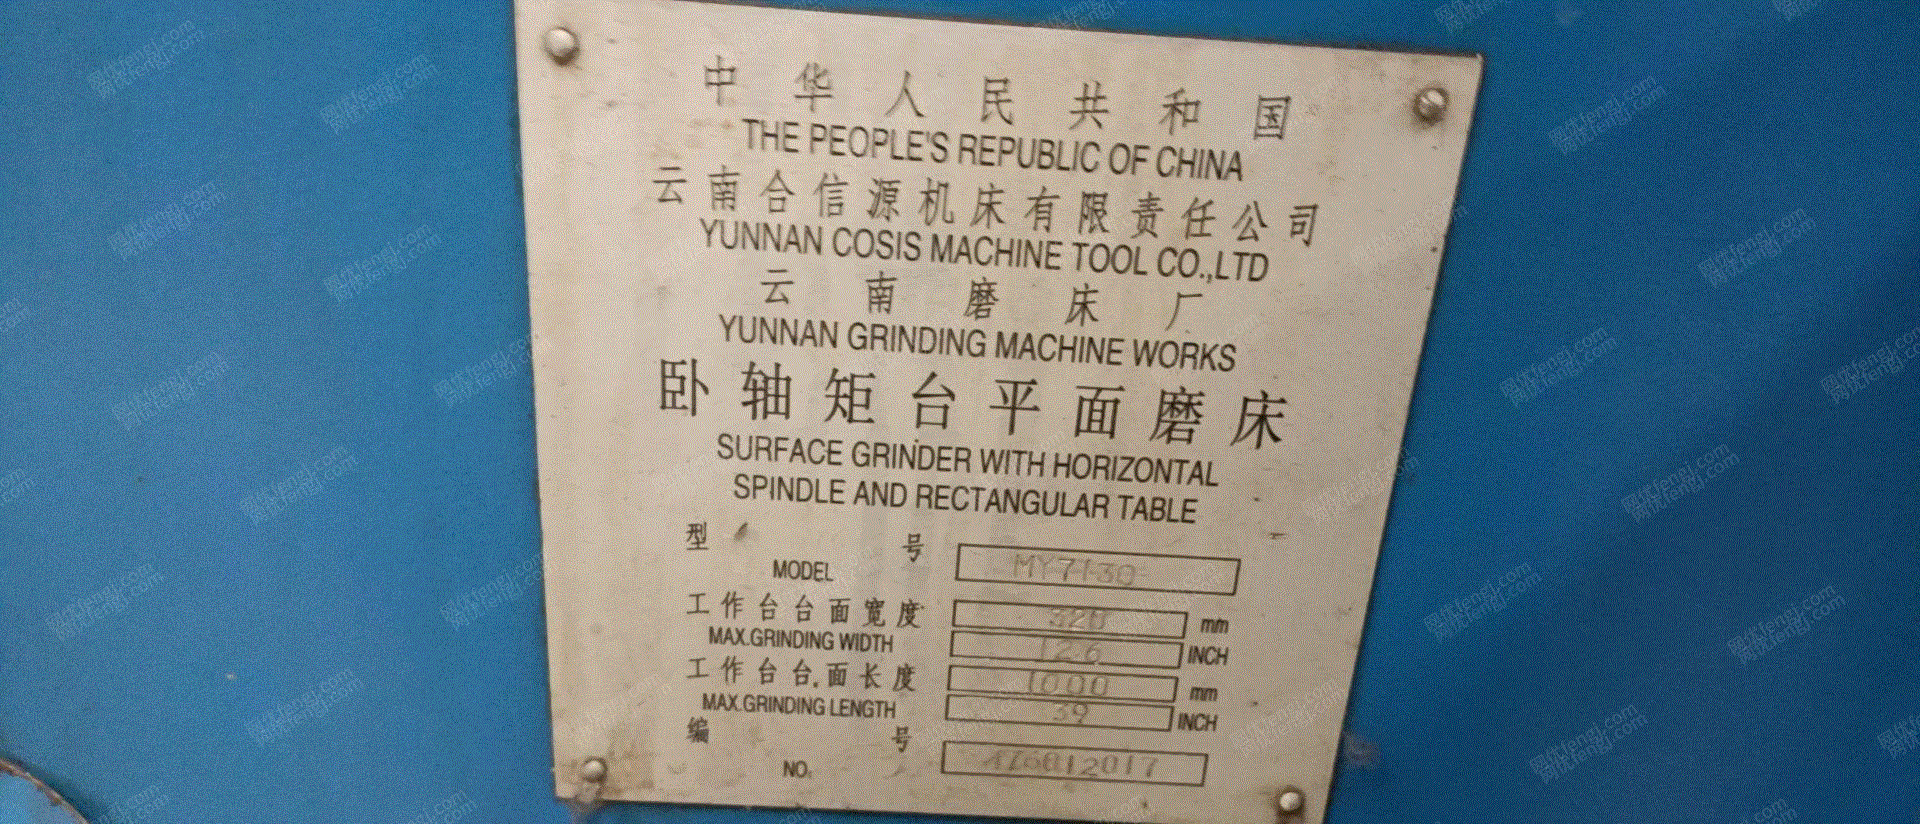 中华人民共和国
THE PEOPLE'S REPUBLIC OF CHINA
云南合信源机床有限责任公司
YUNNAN COSIS MACHINE TOOL CO.,LTD
云南磨床厂
YUNNAN GRINDING MACHINE WORKS
卧轴矩台平面磨床
SURFACE GRINDER WITH HORIZONTAL
SPINDLE AND RECTANGULAR TABLE
型号
MODEL MY7130
工作台台面宽度 320 mm
MAX.GRINDING WIDTH 12.6 INCH
工作台台面长度 1000 mm
MAX.GRINDING LENGTH 39 INCH
编号
NO.